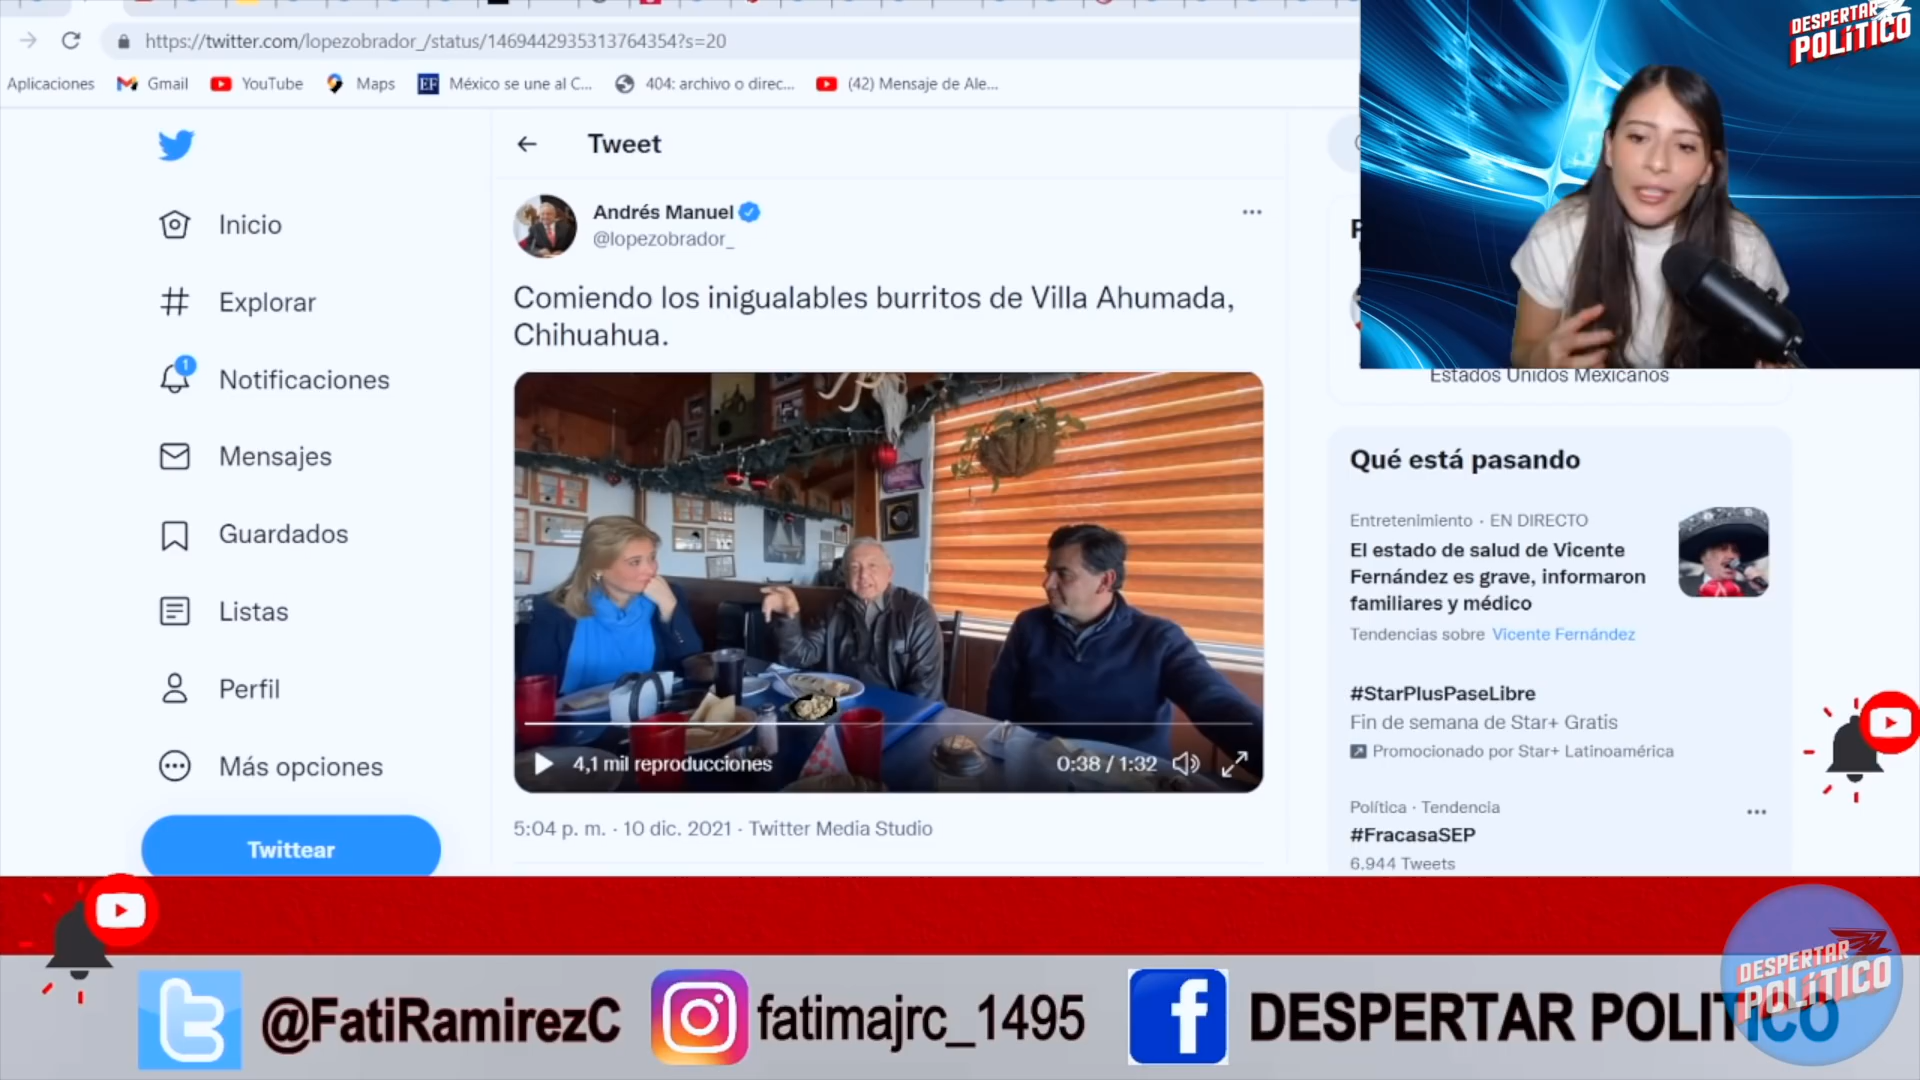 https://twitter.com/lopezobrador_/status/1469442935313764354?s=20
Aplicaciones
Gmail
YouTube
Maps
EF
México se une al C...
404: archivo o direc...
(42) Mensaje de Ale...
DESPERTAR
POLÍTICO
Inicio
Explorar
1
Notificaciones
Mensajes
Guardados
Listas
Perfil
Más opciones
Twittear
Tweet
Andrés Manuel
@lopezobrador_
Comiendo los inigualables burritos de Villa Ahumada,
Chihuahua.
4,1 mil reproducciones
0:38 / 1:32
5:04 p. m. · 10 dic. 2021 · Twitter Media Studio
Estados Unidos Mexicanos
Qué está pasando
Entretenimiento · EN DIRECTO
El estado de salud de Vicente
Fernández es grave, informaron
familiares y médico
Tendencias sobre Vicente Fernández
#StarPlusPaseLibre
Fin de semana de Star+ Gratis
Promocionado por Star+ Latinoamérica
Política · Tendencia
#FracasaSEP
6.944 Tweets
@FatiRamirezC
fatimajrc_1495
DESPERTAR POLITICO
DESPERTAR
POLÍTICO